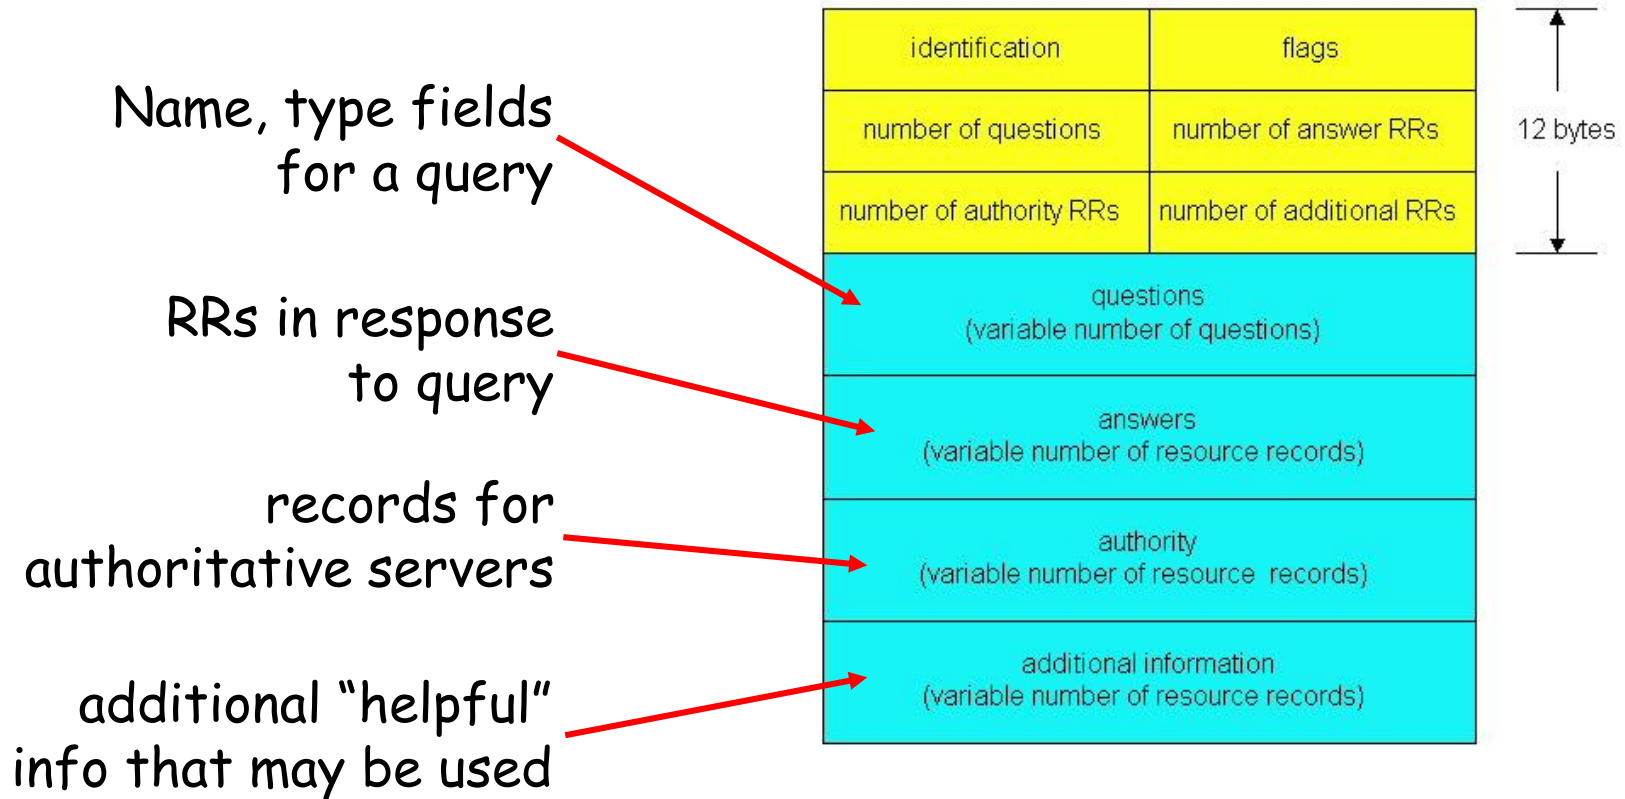 Name, type fields
for a query
RRs in response
to query
records for
authoritative servers
additional “helpful”
info that may be used
identification
flags
number of questions
number of answer RRs
number of authority RRs
number of additional RRs
12 bytes
questions
(variable number of questions)
answers
(variable number of resource records)
authority
(variable number of resource records)
additional information
(variable number of resource records)